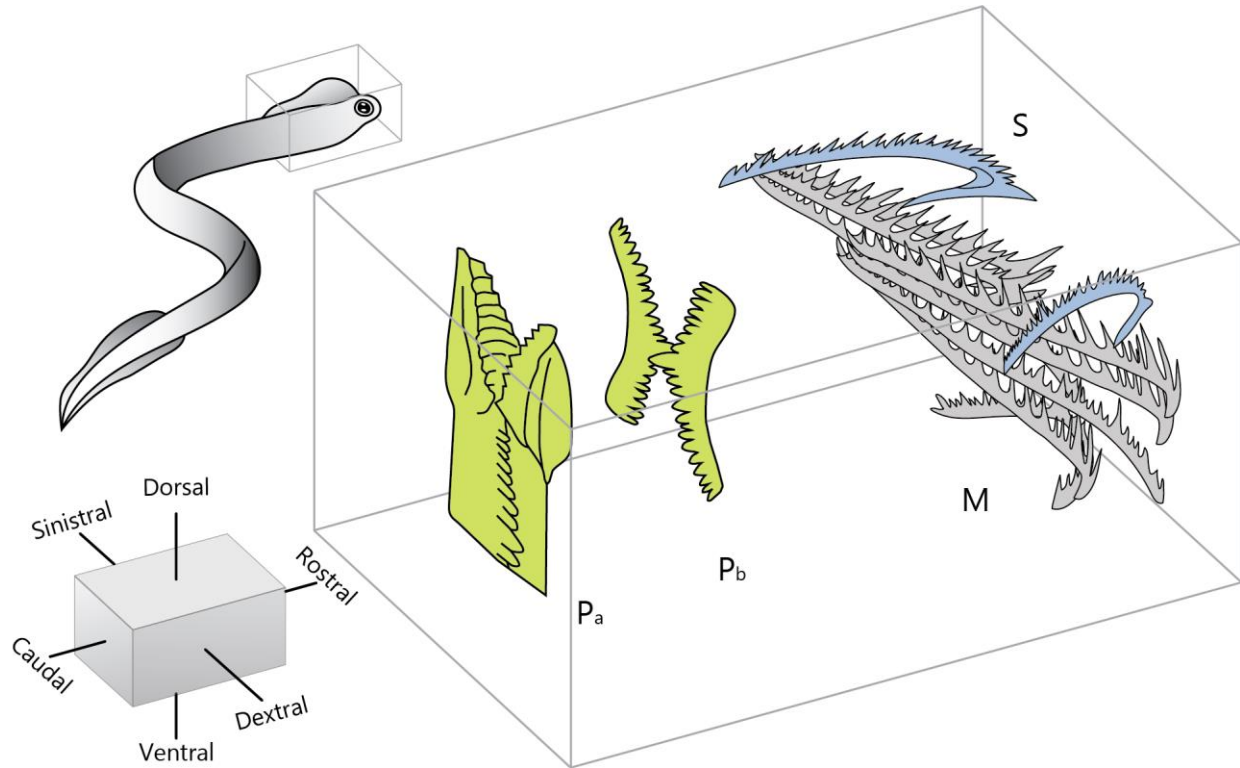 S
Dorsal
Sinistral
Rostral
M
Pb
Pa
Caudal
Dextral
Ventral